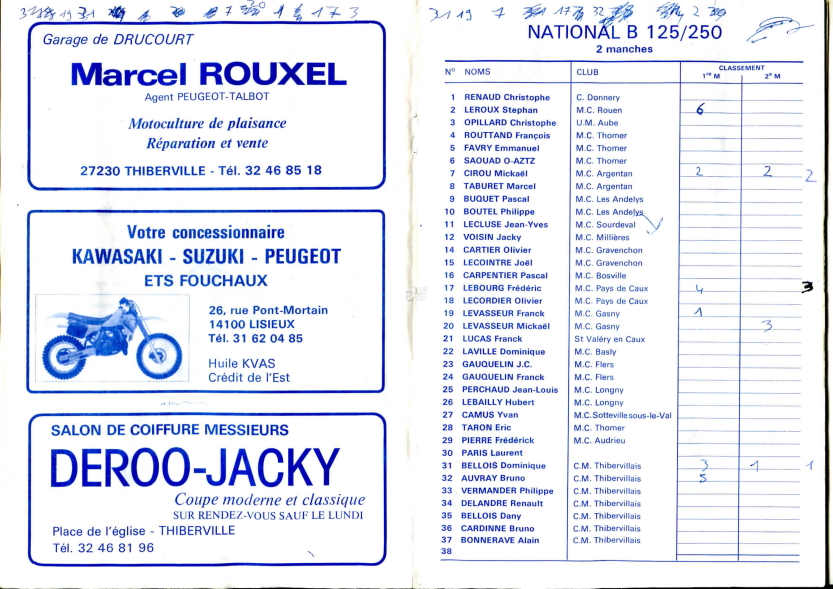 31 19 7 17 32 2
Garage de DRUCOURT
Marcel ROUXEL
Agent PEUGEOT-TALBOT
Motoculture de plaisance
Réparation et vente
27230 THIBERVILLE - Tél. 32 46 85 18
Votre concessionnaire
KAWASAKI - SUZUKI - PEUGEOT
ETS FOUCHAUX
26, rue Pont-Mortain
14100 LISIEUX
Tél. 31 62 04 85
Huile KVAS
Crédit de l'Est
SALON DE COIFFURE MESSIEURS
DEROO-JACKY
Coupe moderne et classique
SUR RENDEZ-VOUS SAUF LE LUNDI
Place de l'église - THIBERVILLE
Tél. 32 46 81 96
NATIONAL B 125/250
2 manches
N° NOMS CLUB CLASSEMENT
1re M 2e M
1 RENAUD Christophe C. Donnery
2 LEROUX Stephan M.C. Rouen 6
3 OPILLARD Christophe U.M. Aube
4 ROUTTAND François M.C. Thomer
5 FAVRY Emmanuel M.C. Thomer
6 SAOUAD O-AZTZ M.C. Thomer
7 CIROU Mickaël M.C. Argentan 2 2 2
8 TABURET Marcel M.C. Argentan
9 BUQUET Pascal M.C. Les Andelys
10 BOUTEL Philippe M.C. Les Andelys
11 LECLUSE Jean-Yves M.C. Sourdeval
12 VOISIN Jacky M.C. Millières
14 CARTIER Olivier M.C. Gravenchon
15 LECOINTRE Joël M.C. Gravenchon
16 CARPENTIER Pascal M.C. Bosville
17 LEBOURG Frédéric M.C. Pays de Caux 4 3
18 LECORDIER Olivier M.C. Pays de Caux
19 LEVASSEUR Franck M.C. Gasny 1
20 LEVASSEUR Mickaël M.C. Gasny 3
21 LUCAS Franck St Valéry en Caux
22 LAVILLE Dominique M.C. Basly
23 GAUQUELIN J.C. M.C. Flers
24 GAUQUELIN Franck M.C. Flers
25 PERCHAUD Jean-Louis M.C. Longny
26 LEBAILLY Hubert M.C. Longny
27 CAMUS Yvan M.C. Sotteville sous-le-Val
28 TARON Eric M.C. Thomer
29 PIERRE Frédérick M.C. Audrieu
30 PARIS Laurent
31 BELLOIS Dominique C.M. Thibervillais 3 1 1
32 AUVRAY Bruno C.M. Thibervillais 5
33 VERMANDER Philippe C.M. Thibervillais
34 DELANDRE Renault C.M. Thibervillais
35 BELLOIS Dany C.M. Thibervillais
36 CARDINNE Bruno C.M. Thibervillais
37 BONNERAVE Alain C.M. Thibervillais
38